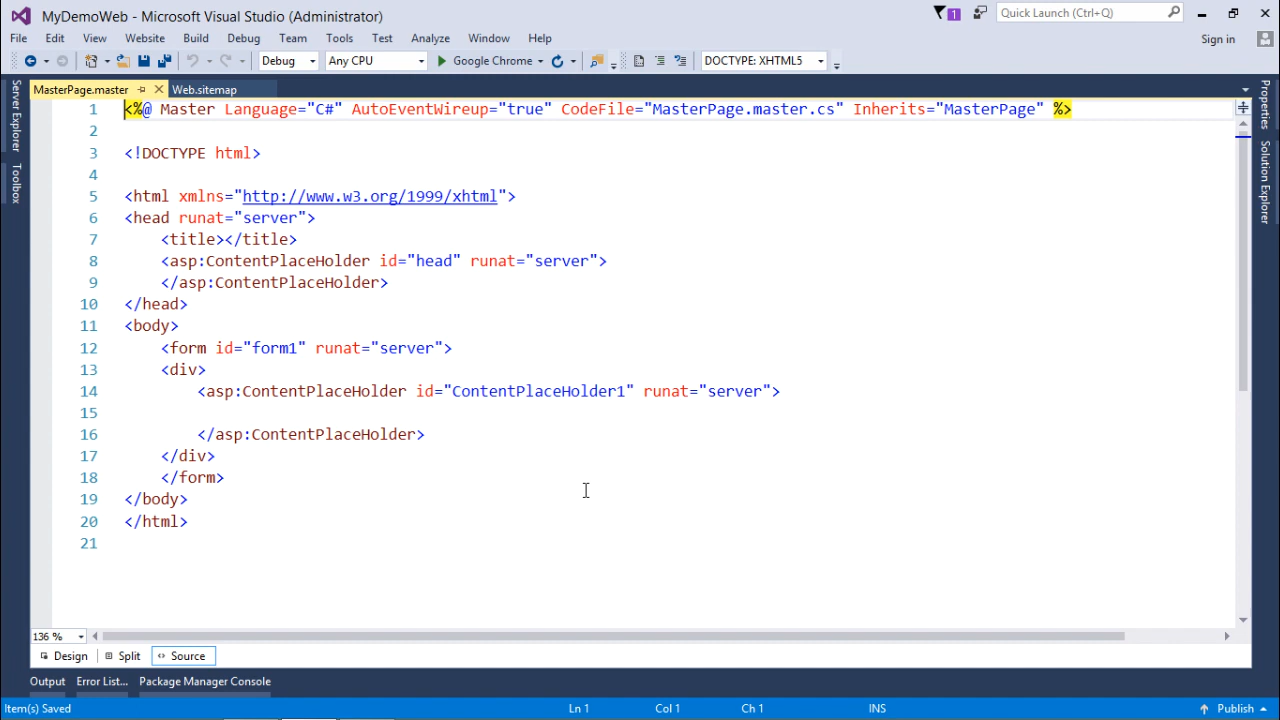 MyDemoWeb - Microsoft Visual Studio (Administrator)
1
Quick Launch (Ctrl+Q)
File Edit View Website Build Debug Team Tools Test Analyze Window Help
Sign in
Debug Any CPU Google Chrome DOCTYPE: XHTML5
MasterPage.master Web.sitemap
Server Explorer
Toolbox
Properties
Solution Explorer
1 <%@ Master Language="C#" AutoEventWireup="true" CodeFile="MasterPage.master.cs" Inherits="MasterPage" %>
2
3 <!DOCTYPE html>
4
5 <html xmlns="http://www.w3.org/1999/xhtml">
6 <head runat="server">
7 <title></title>
8 <asp:ContentPlaceHolder id="head" runat="server">
9 </asp:ContentPlaceHolder>
10 </head>
11 <body>
12 <form id="form1" runat="server">
13 <div>
14 <asp:ContentPlaceHolder id="ContentPlaceHolder1" runat="server">
15
16 </asp:ContentPlaceHolder>
17 </div>
18 </form>
19 </body>
20 </html>
21
136 %
Design Split Source
Output Error List... Package Manager Console
Item(s) Saved Ln 1 Col 1 Ch 1 INS Publish